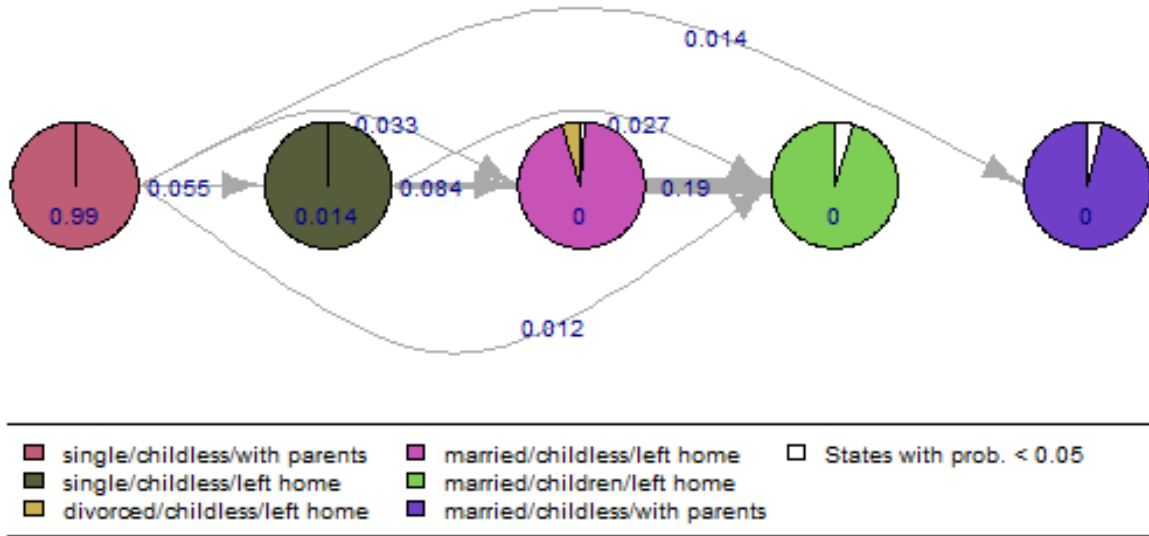 0.014
0.033 0.027
0.055 0.084 0.19
0.99 0.014 0 0 0
0.012
single/childless/with parents married/childless/left home States with prob. < 0.05
single/childless/left home married/children/left home
divorced/childless/left home married/childless/with parents